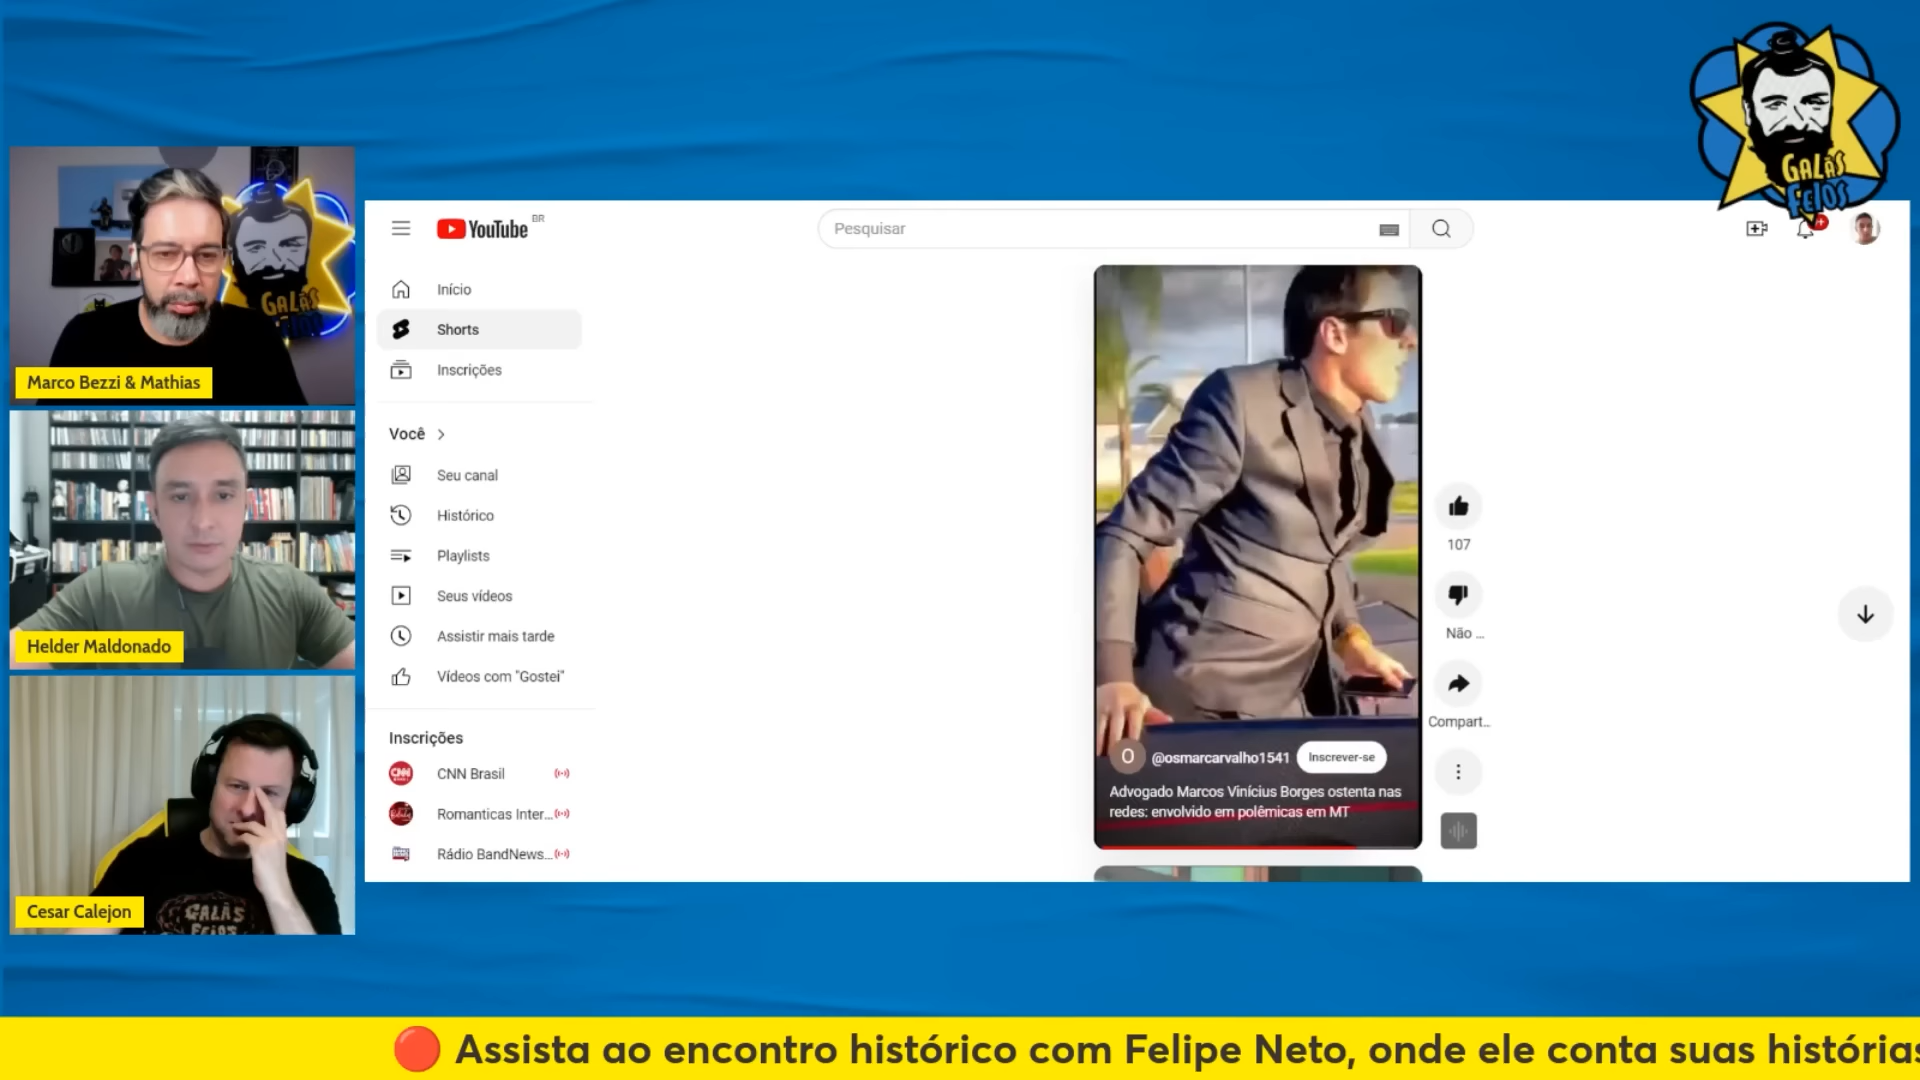 GALÃS
FEIOS
GALÃS
Marco Bezzi & Mathias
Helder Maldonado
GALÃS
FEIOS
Cesar Calejon
YouTube BR
Pesquisar
Início
Shorts
Inscrições
Você
Seu canal
Histórico
Playlists
Seus vídeos
Assistir mais tarde
Vídeos com "Gostei"
Inscrições
CNN Brasil
Romanticas Inter...
Rádio BandNews...
O @osmarcarvalho1541 Inscrever-se
Advogado Marcos Vinícius Borges ostenta nas
redes: envolvido em polêmicas em MT
107
Não ...
Compart...
Assista ao encontro histórico com Felipe Neto, onde ele conta suas histórias